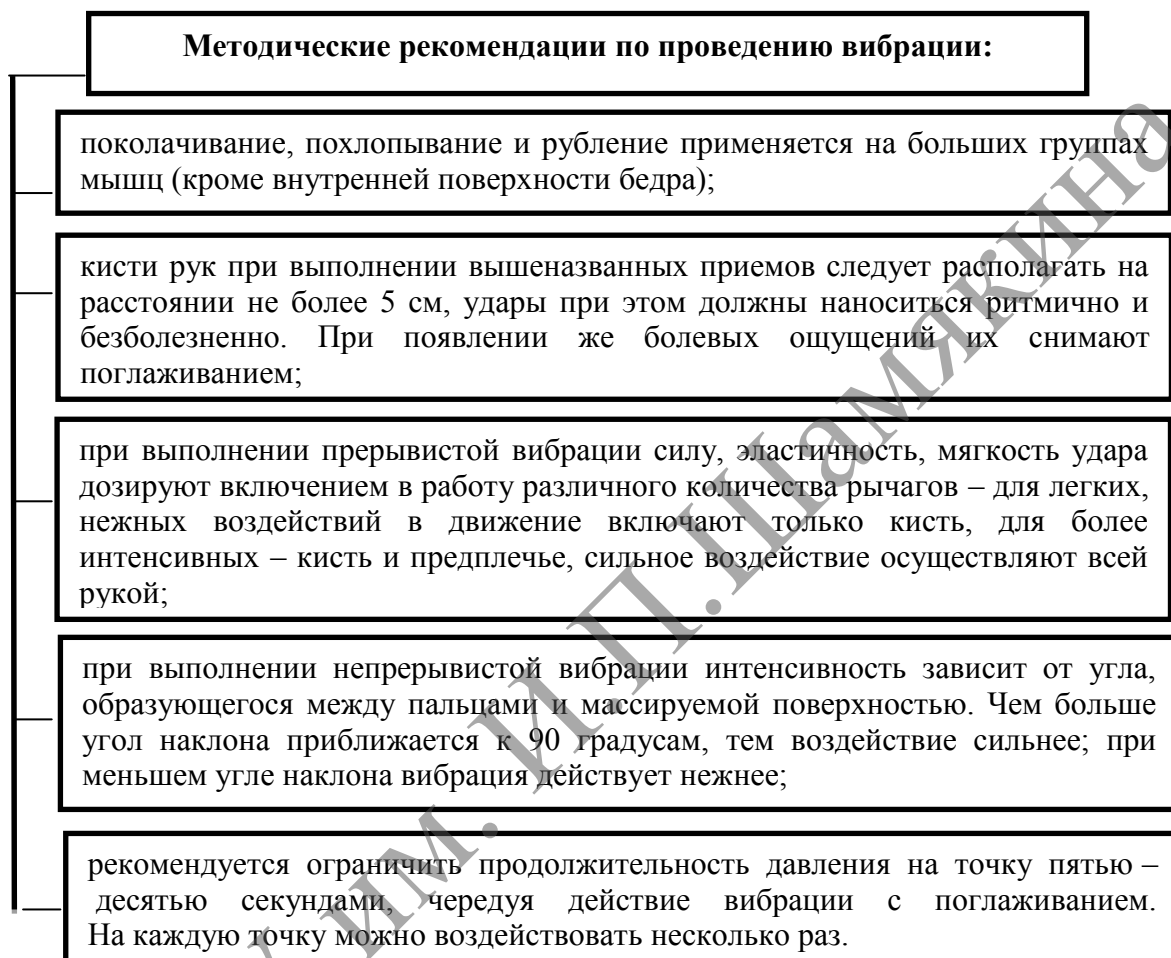 Методические рекомендации по проведению вибрации:
поколачивание, похлопывание и рубление применяется на больших группах
мышц (кроме внутренней поверхности бедра);
кисти рук при выполнении вышеназванных приемов следует располагать на
расстоянии не более 5 см, удары при этом должны наноситься ритмично и
безболезненно. При появлении же болевых ощущений их снимают
поглаживанием;
при выполнении прерывистой вибрации силу, эластичность, мягкость удара
дозируют включением в работу различного количества рычагов – для легких,
нежных воздействий в движение включают только кисть, для более
интенсивных – кисть и предплечье, сильное воздействие осуществляют всей
рукой;
при выполнении непрерывистой вибрации интенсивность зависит от угла,
образующегося между пальцами и массируемой поверхностью. Чем больше
угол наклона приближается к 90 градусам, тем воздействие сильнее; при
меньшем угле наклона вибрация действует нежнее;
рекомендуется ограничить продолжительность давления на точку пятью –
десятью секундами, чередуя действие вибрации с поглаживанием.
На каждую точку можно воздействовать несколько раз.
им. И.П.Шамякина